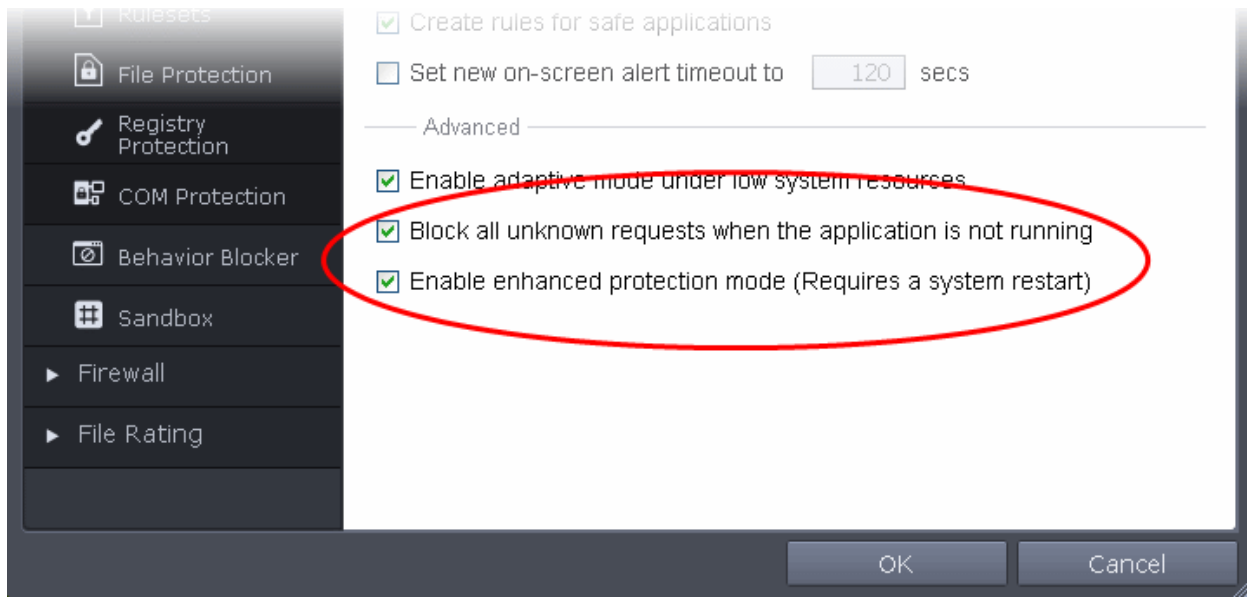 Rulesets
File Protection
Registry
Protection
COM Protection
Behavior Blocker
Sandbox
Firewall
File Rating
Create rules for safe applications
Set new on-screen alert timeout to 120 secs
Advanced
Enable adaptive mode under low system resources
Block all unknown requests when the application is not running
Enable enhanced protection mode (Requires a system restart)
OK
Cancel